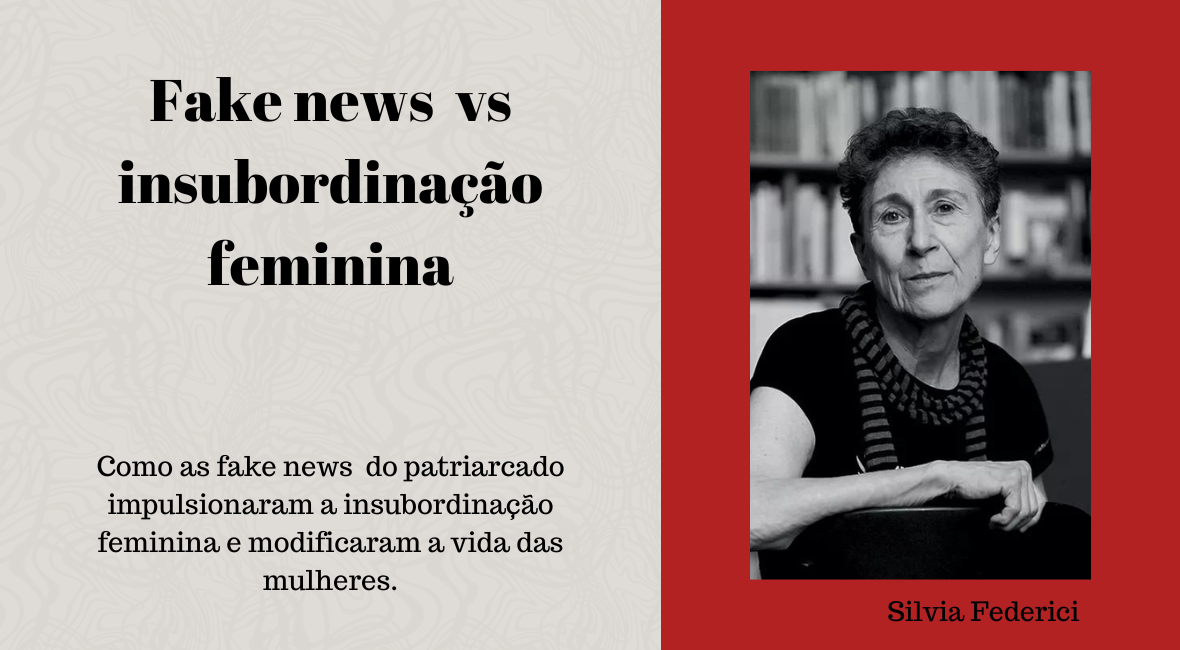 Fake news vs
insubordinação
feminina
Como as fake news do patriarcado
impulsionaram a insubordinação
feminina e modificaram a vida das
mulheres.
Silvia Federici